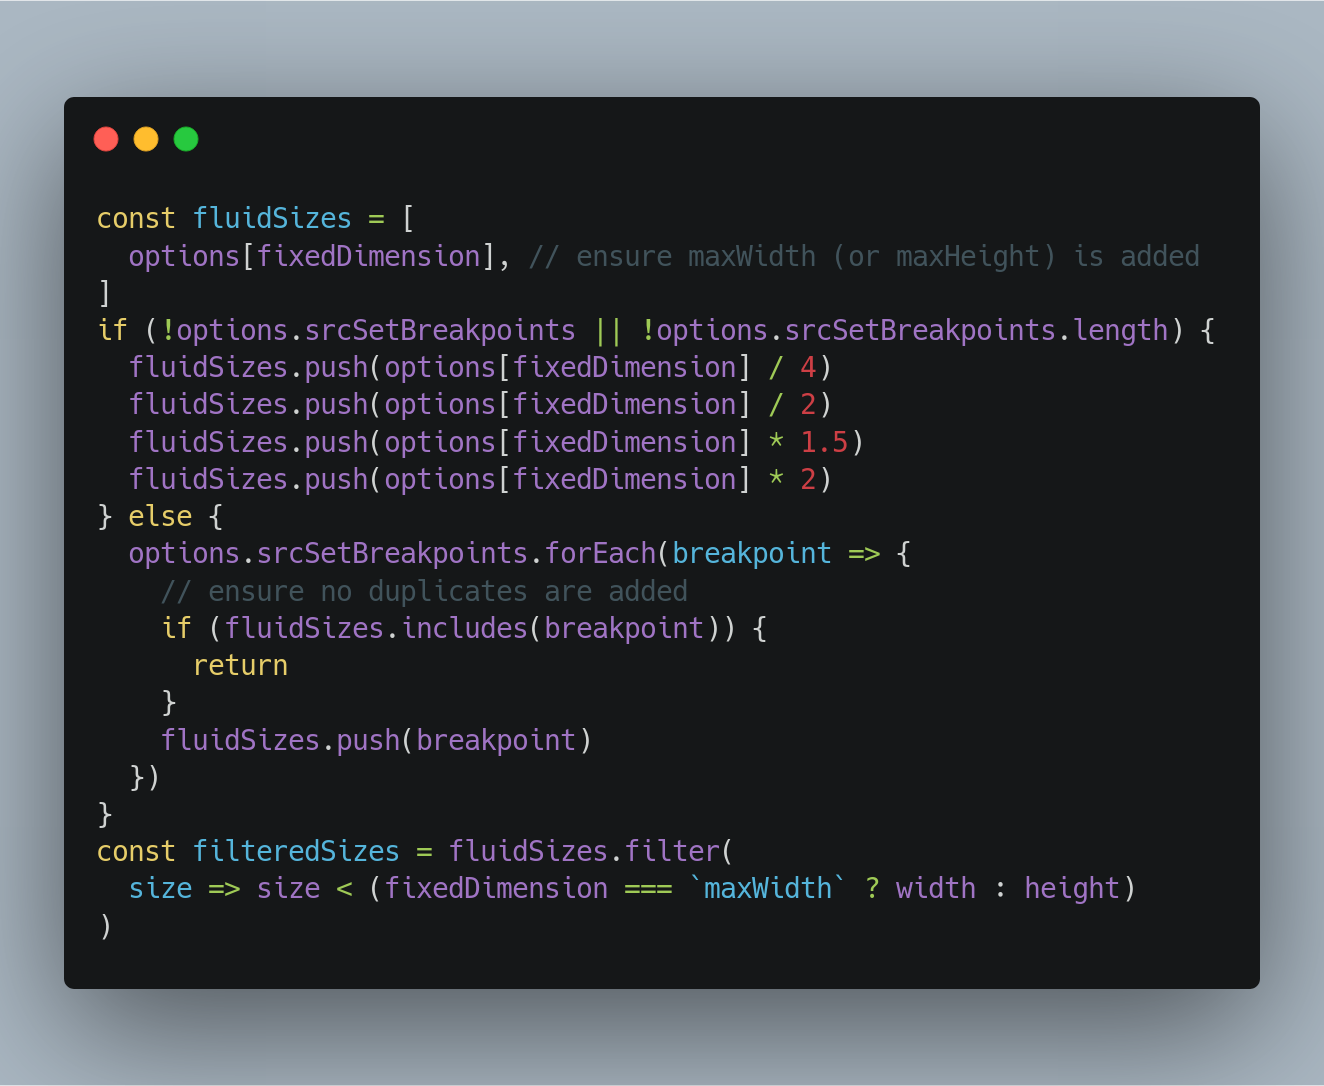 const fluidSizes = [
  options[fixedDimension], // ensure maxWidth (or maxHeight) is added
]
if (!options.srcSetBreakpoints || !options.srcSetBreakpoints.length) {
  fluidSizes.push(options[fixedDimension] / 4)
  fluidSizes.push(options[fixedDimension] / 2)
  fluidSizes.push(options[fixedDimension] * 1.5)
  fluidSizes.push(options[fixedDimension] * 2)
} else {
  options.srcSetBreakpoints.forEach(breakpoint => {
    // ensure no duplicates are added
    if (fluidSizes.includes(breakpoint)) {
      return
    }
    fluidSizes.push(breakpoint)
  })
}
const filteredSizes = fluidSizes.filter(
  size => size < (fixedDimension === `maxWidth` ? width : height)
)